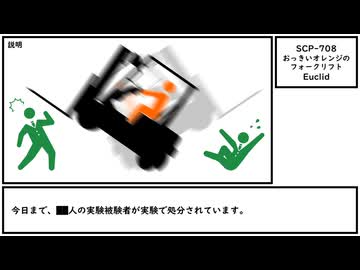 説明
SCP-708
おっきいオレンジの
フォークリフト
Euclid
今日まで、██人の実験被験者が実験で処分されています。